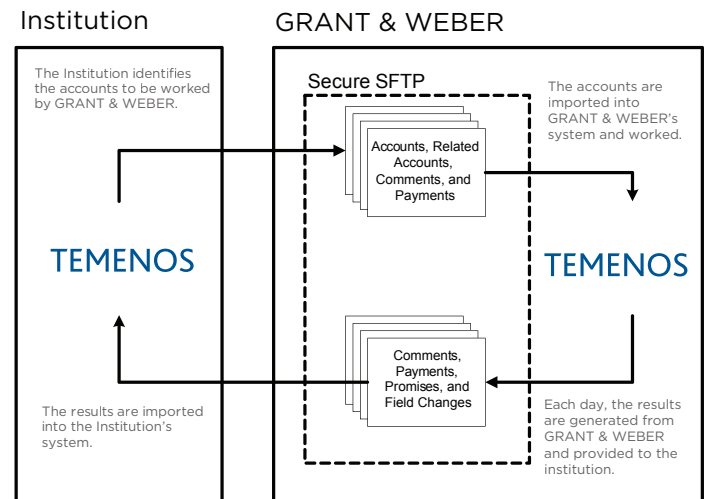 Institution
GRANT & WEBER
The Institution identifies
the accounts to be worked
by GRANT & WEBER.
Secure SFTP
The accounts are
imported into
GRANT & WEBER's
system and worked.
Accounts, Related
Accounts,
Comments, and
Payments
TEMENOS
TEMENOS
Comments,
Payments,
Promises, and
Field Changes
The results are imported
into the Institution's
system.
Each day, the results
are generated from
GRANT & WEBER
and provided to the
institution.